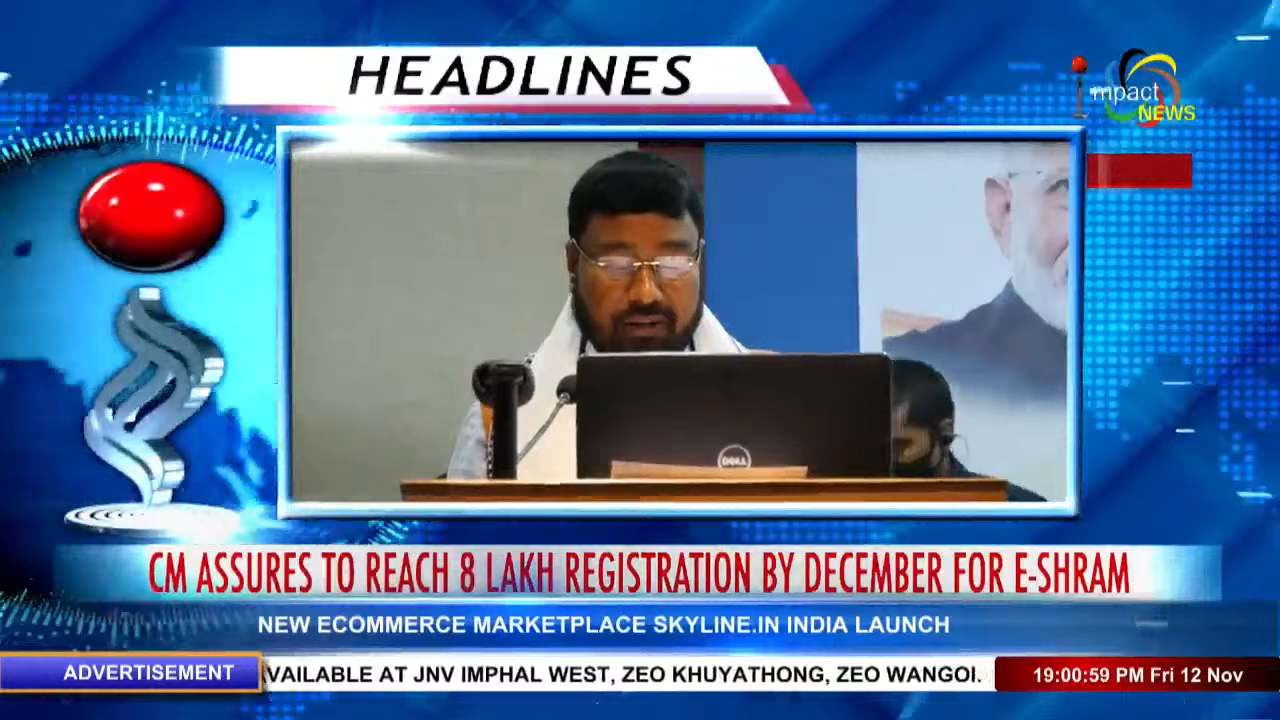 HEADLINES
impact
NEWS
DELL
CM ASSURES TO REACH 8 LAKH REGISTRATION BY DECEMBER FOR E-SHRAM
NEW ECOMMERCE MARKETPLACE SKYLINE.IN INDIA LAUNCH
ADVERTISEMENT
VAILABLE AT JNV IMPHAL WEST, ZEO KHUYATHONG, ZEO WANGOI.
19:00:59 PM Fri 12 Nov